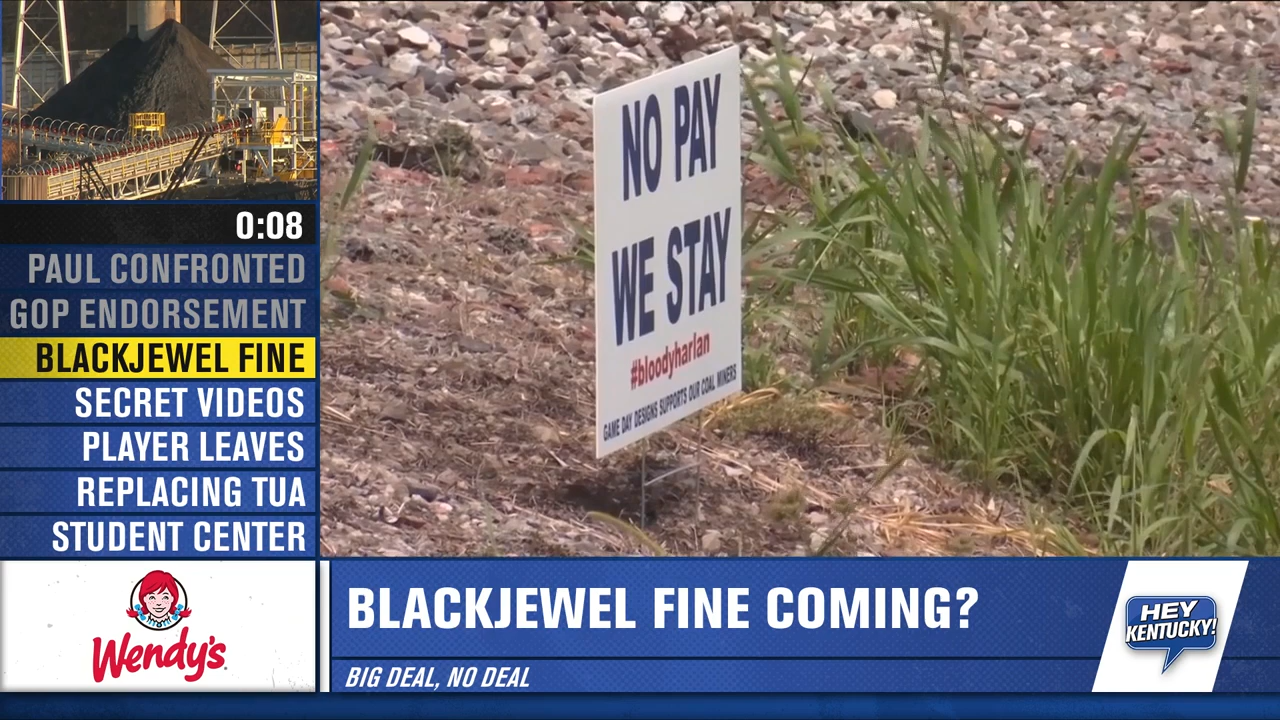 NO PAY
WE STAY
#bloodyharlan
GAME DAY DESIGNS SUPPORTS OUR COAL MINERS
0:08
PAUL CONFRONTED
GOP ENDORSEMENT
BLACKJEWEL FINE
SECRET VIDEOS
PLAYER LEAVES
REPLACING TUA
STUDENT CENTER
Wendy's
BLACKJEWEL FINE COMING?
BIG DEAL, NO DEAL
HEY
KENTUCKY!